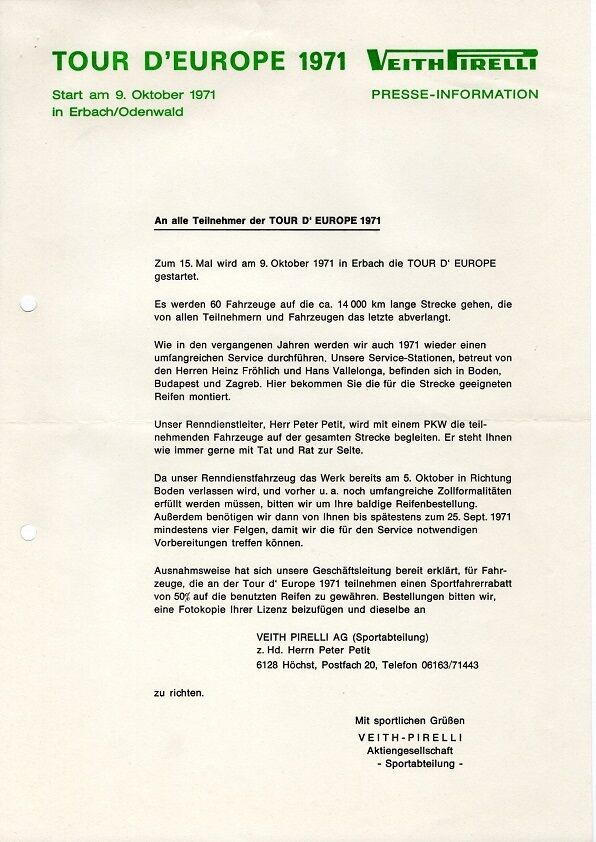 TOUR D'EUROPE 1971 VEITH PIRELLI
Start am 9. Oktober 1971 PRESSE-INFORMATION
in Erbach/Odenwald
An alle Teilnehmer der TOUR D' EUROPE 1971
Zum 15. Mal wird am 9. Oktober 1971 in Erbach die TOUR D' EUROPE
gestartet.
Es werden 60 Fahrzeuge auf die ca. 14 000 km lange Strecke gehen, die
von allen Teilnehmern und Fahrzeugen das letzte abverlangt.
Wie in den vergangenen Jahren werden wir auch 1971 wieder einen
umfangreichen Service durchführen. Unsere Service-Stationen, betreut von
den Herren Heinz Fröhlich und Hans Vallelonga, befinden sich in Boden,
Budapest und Zagreb. Hier bekommen Sie die für die Strecke geeigneten
Reifen montiert.
Unser Renndienstleiter, Herr Peter Petit, wird mit einem PKW die teil-
nehmenden Fahrzeuge auf der gesamten Strecke begleiten. Er steht Ihnen
wie immer gerne mit Tat und Rat zur Seite.
Da unser Renndienstfahrzeug das Werk bereits am 5. Oktober in Richtung
Boden verlassen wird, und vorher u. a. noch umfangreiche Zollformalitäten
erfüllt werden müssen, bitten wir um Ihre baldige Reifenbestellung.
Außerdem benötigen wir dann von Ihnen bis spätestens zum 25. Sept. 1971
mindestens vier Felgen, damit wir die für den Service notwendigen
Vorbereitungen treffen können.
Ausnahmsweise hat sich unsere Geschäftsleitung bereit erklärt, für Fahr-
zeuge, die an der Tour d' Europe 1971 teilnehmen einen Sportfahrerrabatt
von 50% auf die benutzten Reifen zu gewähren. Bestellungen bitten wir,
eine Fotokopie Ihrer Lizenz beizufügen und dieselbe an
VEITH PIRELLI AG (Sportabteilung)
z. Hd. Herrn Peter Petit
6128 Höchst, Postfach 20, Telefon 06163/71443
zu richten.
Mit sportlichen Grüßen
VEITH-PIRELLI
Aktiengesellschaft
- Sportabteilung -